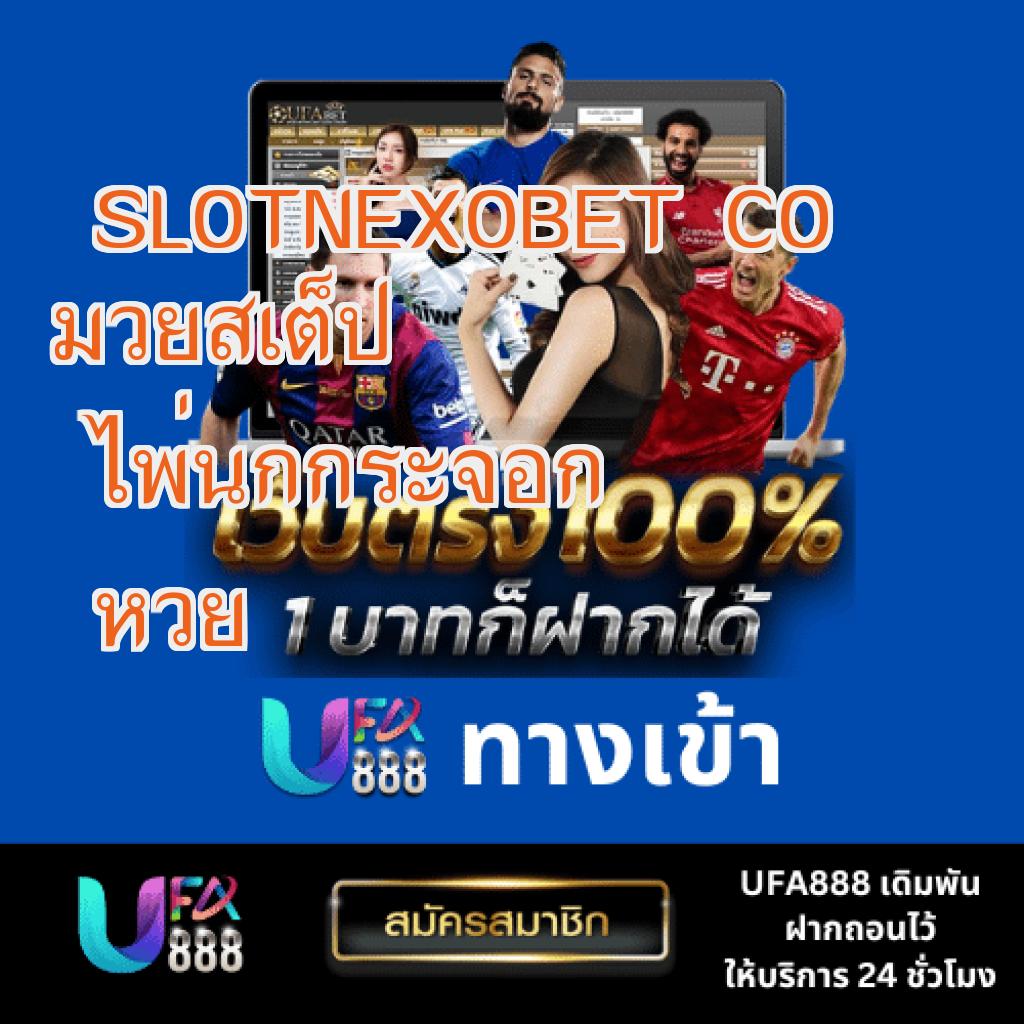 UFABET
SLOTNEXOBET CO
มวยสเต็ป
ไพ่นกกระจอก
QATAR
T
เว็บตรง 100%
หวย
1 บาทก็ฝากได้
UFA
888
ทางเข้า
UFA
888
สมัครสมาชิก
UFA888 เดิมพัน
ฝากถอนไว้
ให้บริการ 24 ชั่วโมง